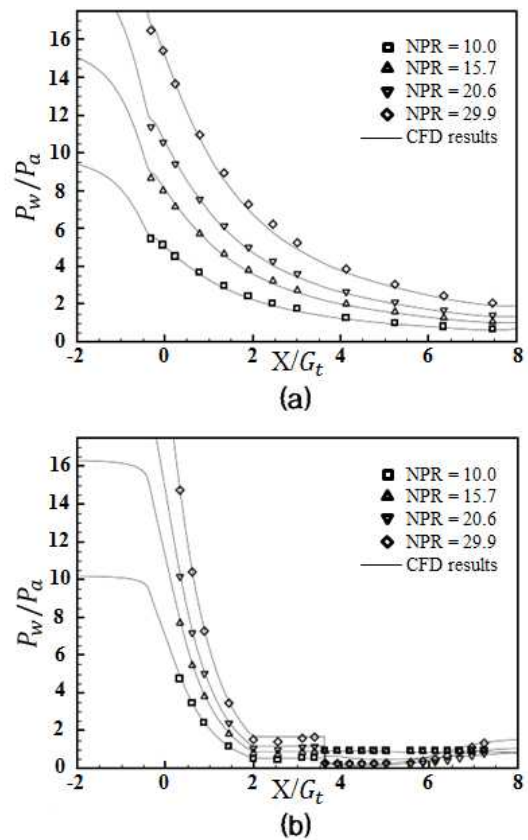 16
14
12
10
8
6
4
2
0
P_w/P_a
NPR = 10.0
NPR = 15.7
NPR = 20.6
NPR = 29.9
CFD results
-2 0 2 4 6 8
X/G_t
(a)
16
14
12
10
8
6
4
2
0
P_w/P_a
NPR = 10.0
NPR = 15.7
NPR = 20.6
NPR = 29.9
CFD results
-2 0 2 4 6 8
X/G_t
(b)